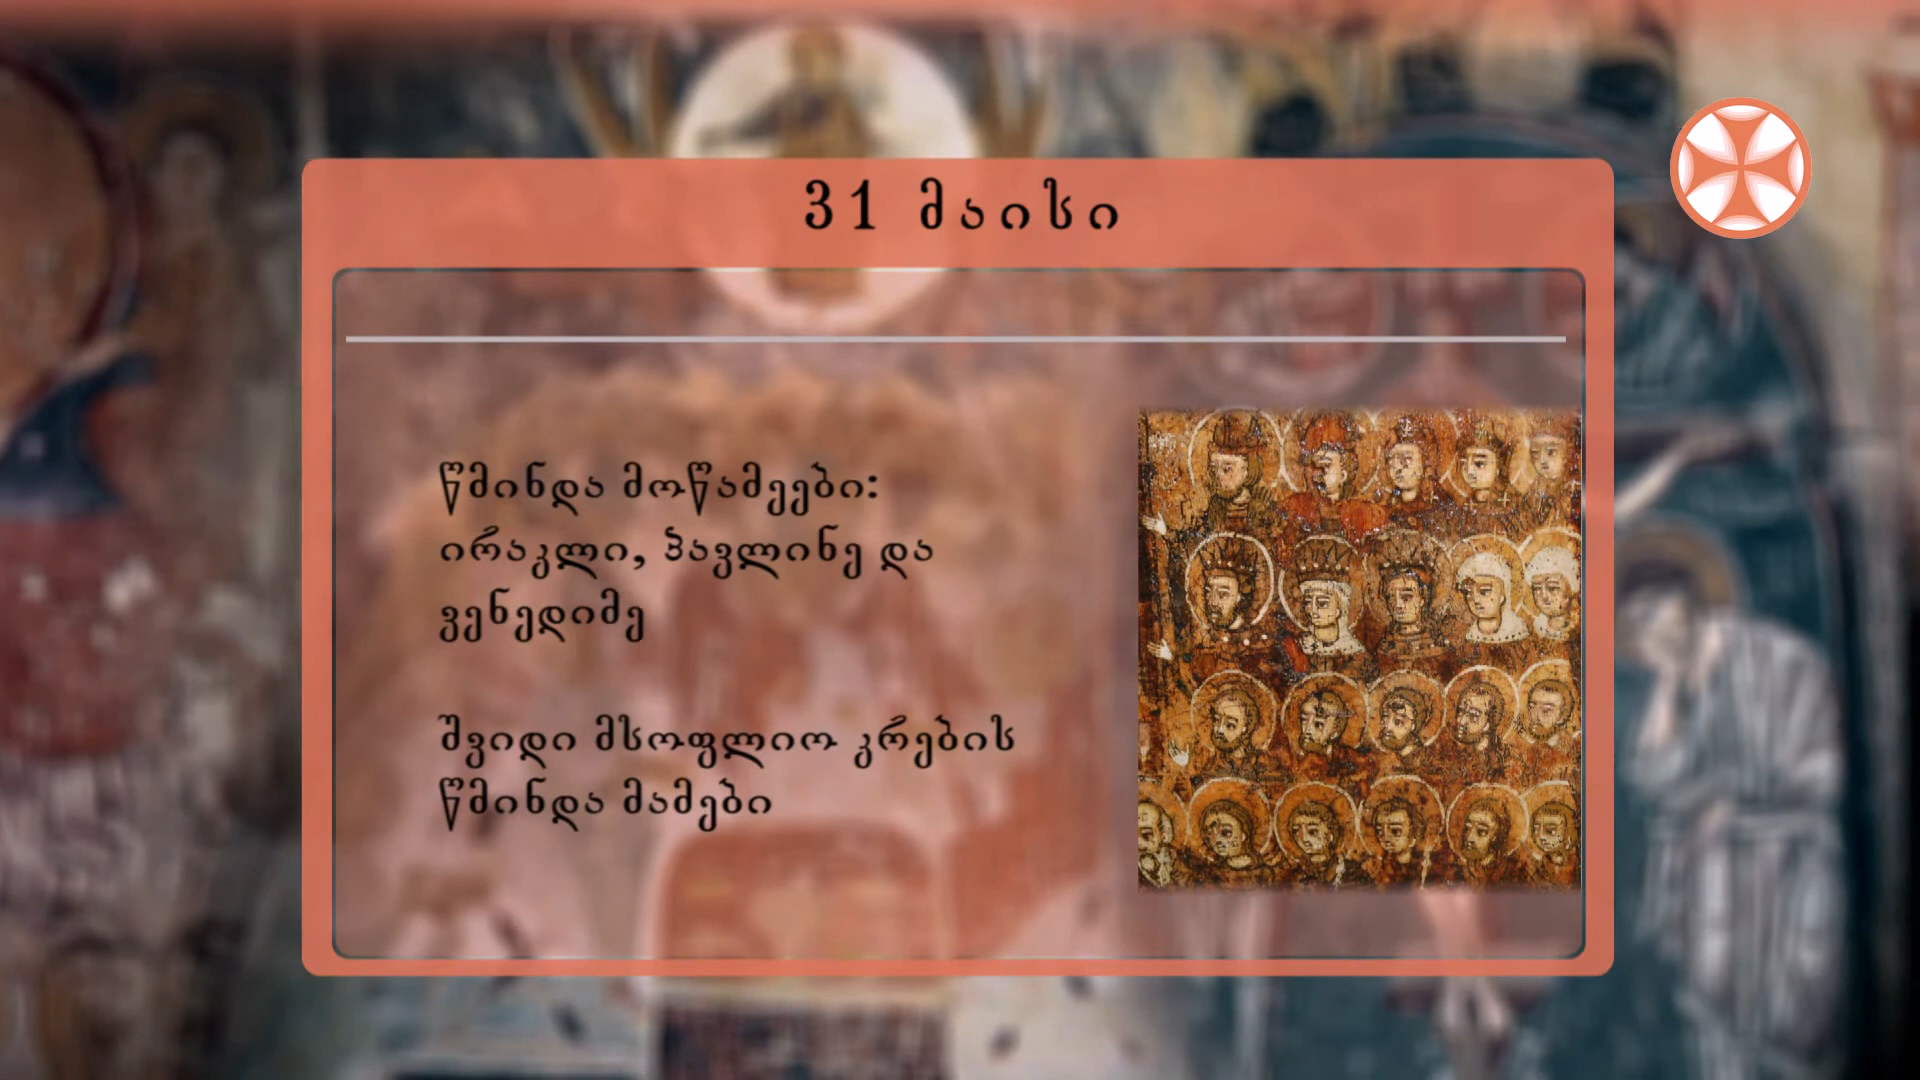 31 მაისი
წმინდა მოწამეები:
ირაკლი, პავლინე და
ვენედიმე
შვიდი მსოფლიო კრების
წმინდა მამები